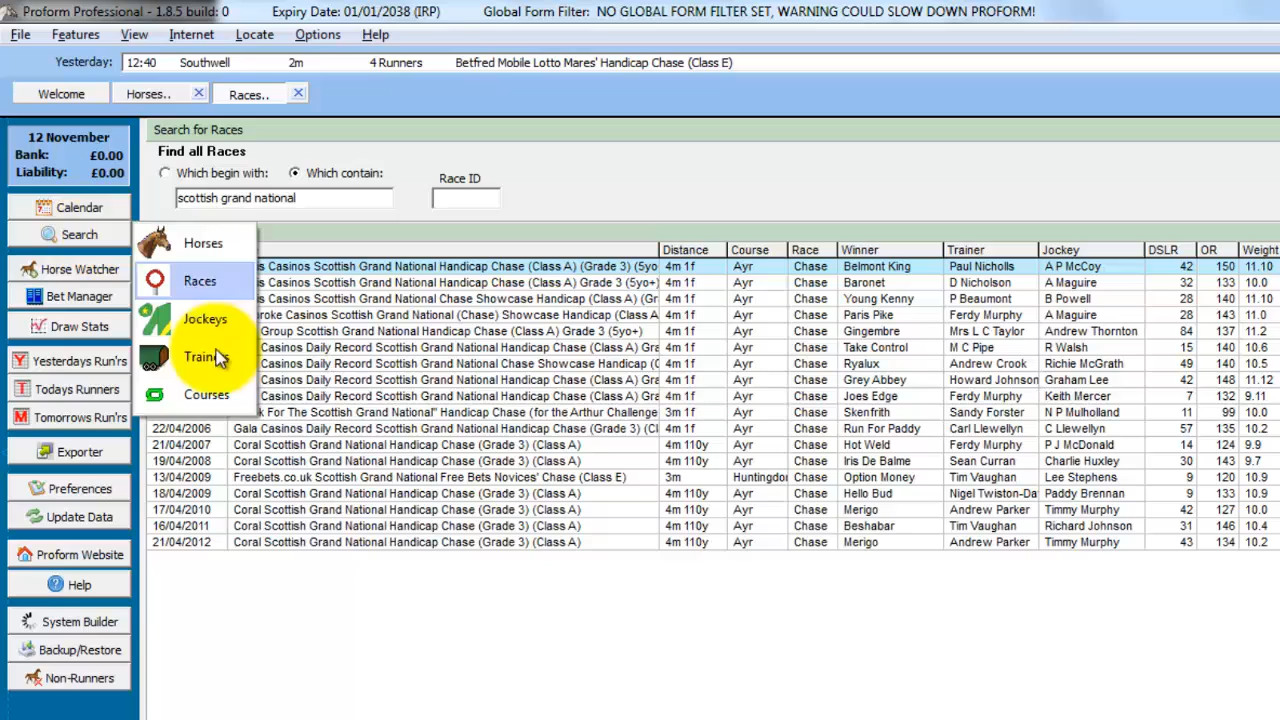 Proform Professional - 1.8.5 build: 0 Expiry Date: 01/01/2038 (IRP) Global Form Filter: NO GLOBAL FORM FILTER SET, WARNING COULD SLOW DOWN PROFORM!
File Features View Internet Locate Options Help
Yesterday: 12:40 Southwell 2m 4 Runners Betfred Mobile Lotto Mares' Handicap Chase (Class E)
Welcome Horses.. Races..
12 November
Bank: £0.00
Liability: £0.00
Calendar
Search
Horse Watcher
Bet Manager
Draw Stats
Yesterdays Run'rs
Todays Runners
Tomorrows Run'rs
Exporter
Preferences
Update Data
Proform Website
Help
System Builder
Backup/Restore
Non-Runners
Horses
Races
Jockeys
Courses
Search for Races
Find all Races
Which begin with: Which contain: Race ID
scottish grand national
Distance Course Race Winner Trainer Jockey DSLR OR Weight
s Casinos Scottish Grand National Handicap Chase (Class A) (Grade 3) (5yo 4m 1f Ayr Chase Belmont King Paul Nicholls A P McCoy 42 150 11.10
s Casinos Scottish Grand National Handicap Chase (Class A) (Grade 3) (5yo+) 4m 1f Ayr Chase Baronet D Nicholson A Maguire 32 133 10.0
s Casinos Scottish Grand National Chase Showcase Handicap (Class A) (Gra 4m 1f Ayr Chase Young Kenny P Beaumont B Powell 28 140 11.10
roke Casinos Scottish Grand National Handicap Chase (Class A) (Grade 3) 4m 1f Ayr Chase Paris Pike Ferdy Murphy A Maguire 28 143 11.0
Group Scottish Grand National Handicap Chase (Class A) Grade 3) (5yo+) 4m 1f Ayr Chase Gingembre Mrs L C Taylor Andrew Thornton 84 137 11.2
Casinos Daily Record Scottish Grand National Handicap Chase (Class A) (Gr 4m 1f Ayr Chase Take Control M C Pipe R Walsh 15 140 10.6
Casinos Daily Record Scottish Grand National Chase Showcase Handicap (C 4m 1f Ayr Chase Ryalux Andrew Crook Richie McGrath 49 140 10.5
Casinos Daily Record Scottish Grand National Handicap Chase (Class A) (Gr 4m 1f Ayr Chase Grey Abbey Howard Johnson Graham Lee 42 148 11.12
Casinos Daily Record Scottish Grand National Handicap Chase (Class A) (Gr 4m 1f Ayr Chase Joes Edge Ferdy Murphy Keith Mercer 7 132 9.11
k For The Scottish Grand National" Handicap Chase (for the Arthur Challenge 3m 1f Ayr Chase Skenfrith Sandy Forster N P Mulholland 11 99 10.0
22/04/2006 Gala Casinos Daily Record Scottish Grand National Handicap Chase (Cl 4m 1f Ayr Chase Run For Paddy Carl Llewellyn C Llewellyn 57 135 10.2
21/04/2007 Coral Scottish Grand National Handicap Chase (Grade 3) (Class A) 4m 110y Ayr Chase Hot Weld Ferdy Murphy P J McDonald 14 124 9.9
19/04/2008 Coral Scottish Grand National Handicap Chase (Grade 3) (Class A) 4m 110y Ayr Chase Iris De Balme Sean Curran Charlie Huxley 30 143 9.7
13/04/2009 Freebets.co.uk Scottish Grand National Free Bets Novices' Chase (Class E) 3m Huntingdon Chase Option Money Tim Vaughan Lee Stephens 9 120 10.9
18/04/2009 Coral Scottish Grand National Handicap Chase (Grade 3) (Class A) 4m 110y Ayr Chase Hello Bud Nigel Twiston-Da Paddy Brennan 9 133 10.9
17/04/2010 Coral Scottish Grand National Handicap Chase (Grade 3) (Class A) 4m 110y Ayr Chase Merigo Andrew Parker Timmy Murphy 42 127 10.0
16/04/2011 Coral Scottish Grand National Handicap Chase (Grade 3) (Class A) 4m 110y Ayr Chase Beshabar Tim Vaughan Richard Johnson 31 146 10.4
21/04/2012 Coral Scottish Grand National Handicap Chase (Grade 3) (Class A) 4m 110y Ayr Chase Merigo Andrew Parker Timmy Murphy 43 134 10.2